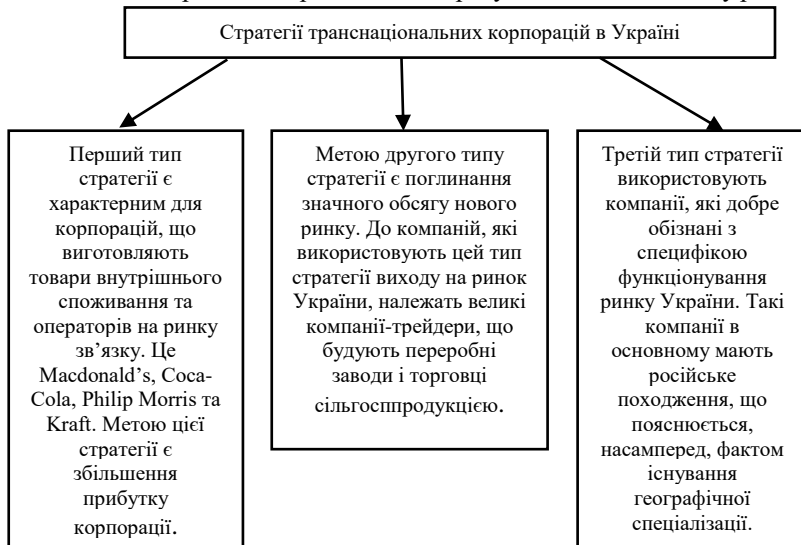 Стратегії транснаціональних корпорацій в Україні
Перший тип
стратегії є
характерним для
корпорацій, що
виготовляють
товари внутрішнього
споживання та
операторів на ринку
зв’язку. Це
Macdonald’s, Coca-
Cola, Philip Morris та
Kraft. Метою цієї
стратегії є
збільшення
прибутку
корпорації.
Метою другого типу
стратегії є поглинання
значного обсягу нового
ринку. До компаній, які
використовують цей тип
стратегії виходу на ринок
України, належать великі
компанії-трейдери, що
будують переробні
заводи і торговці
сільгосппродукцією.
Третій тип стратегії
використовують
компанії, які добре
обізнані з
специфікою
функціонування
ринку України. Такі
компанії в
основному мають
російське
походження, що
пояснюється,
насамперед, фактом
існування
географічної
спеціалізації.